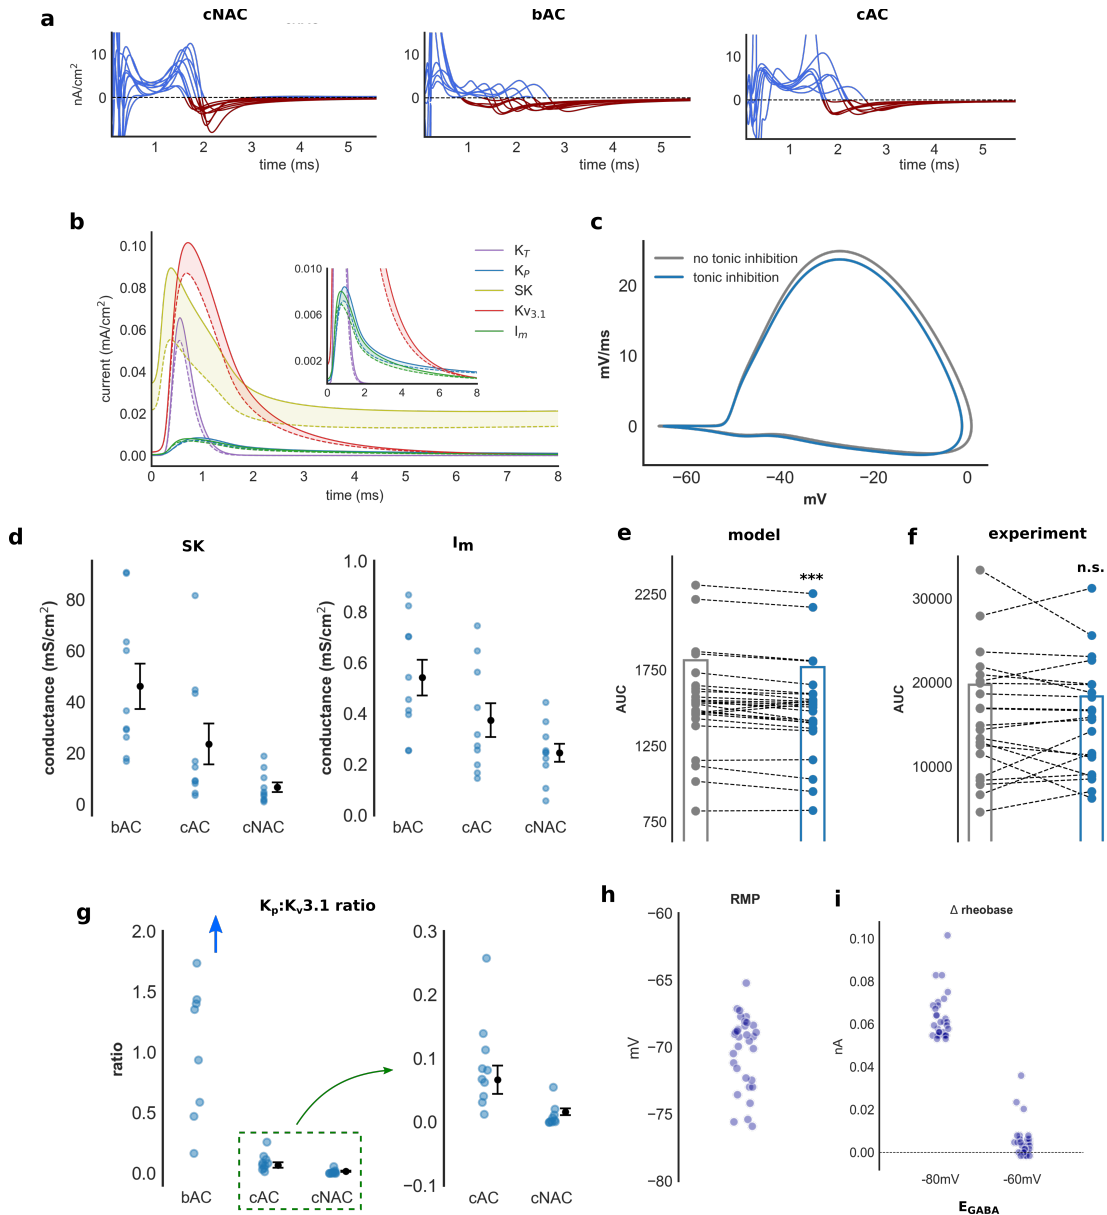 a
cNAC
bAC
cAC
10
0
nA/cm²
1 2 3 4 5
time (ms)
10
0
1 2 3 4 5
time (ms)
10
0
1 2 3 4 5
time (ms)
b
0.10
0.08
0.06
0.04
0.02
0.00
current (mA/cm²)
0 1 2 3 4 5 6 7 8
time (ms)
0.010
0.006
0.002
0 2 4 6 8
K_T
K_P
SK
Kv_3.1
I_m
c
no tonic inhibition
tonic inhibition
20
10
0
mV/ms
−60 −40 −20 0
mV
d
SK
80
60
40
20
0
conductance (mS/cm²)
bAC cAC cNAC
I_m
1.0
0.8
0.6
0.4
0.2
0.0
conductance (mS/cm²)
bAC cAC cNAC
e
model
***
2250
1750
1250
750
AUC
f
experiment
n.s.
30000
20000
10000
AUC
g
K_p:K_v3.1 ratio
2.0
1.5
1.0
0.5
0.0
ratio
bAC cAC cNAC
0.3
0.2
0.1
0.0
−0.1
cAC cNAC
h
RMP
−60
−65
−70
−75
−80
mV
i
Δ rheobase
0.10
0.08
0.06
0.04
0.02
0.00
nA
-80mV -60mV
E_GABA